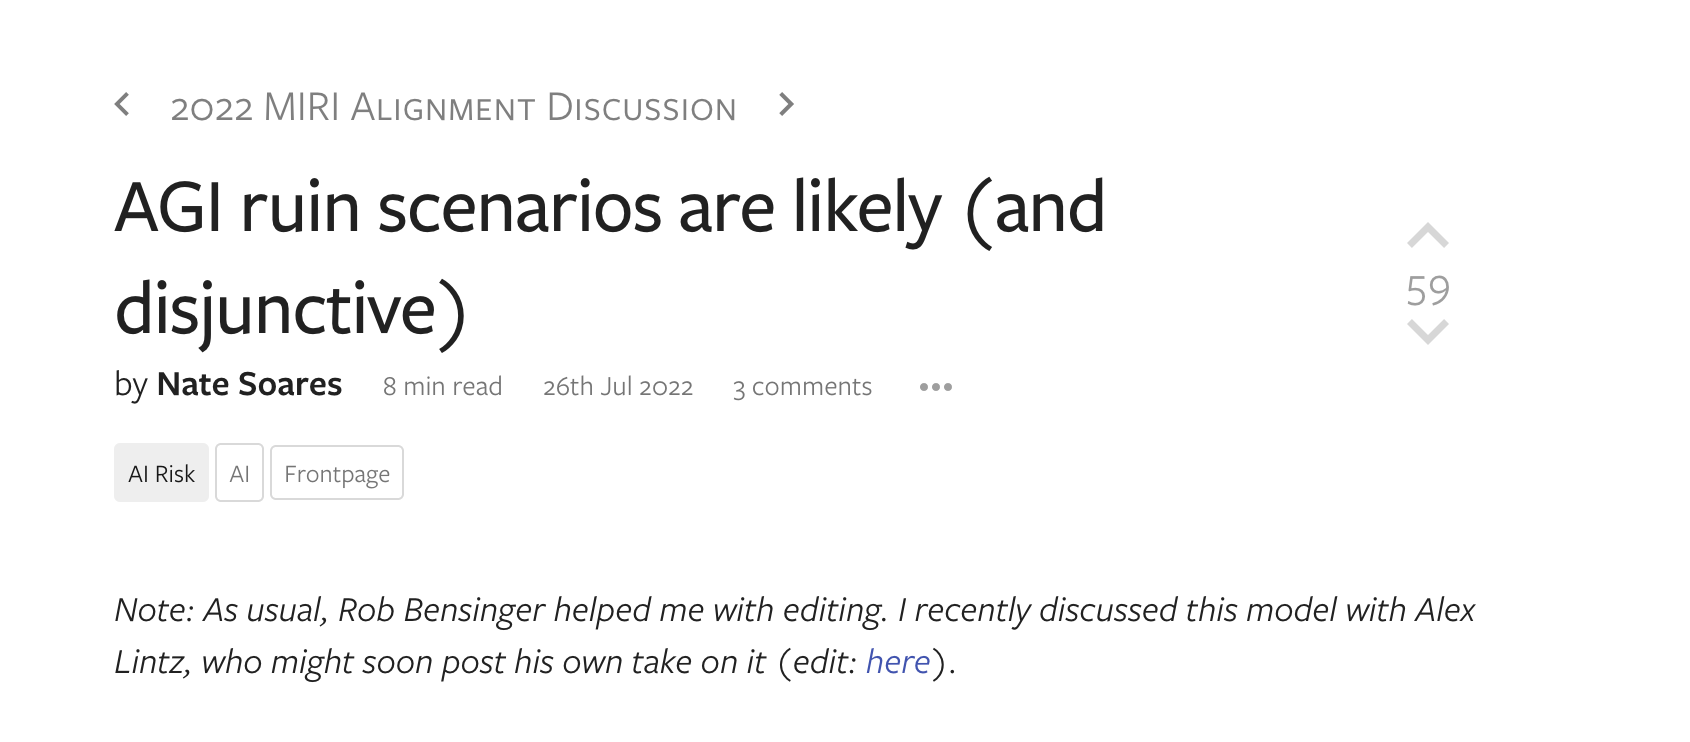 2022 MIRI Alignment Discussion
AGI ruin scenarios are likely (and
disjunctive)
59
by Nate Soares 8 min read 26th Jul 2022 3 comments
AI Risk AI Frontpage
Note: As usual, Rob Bensinger helped me with editing. I recently discussed this model with Alex
Lintz, who might soon post his own take on it (edit: here).